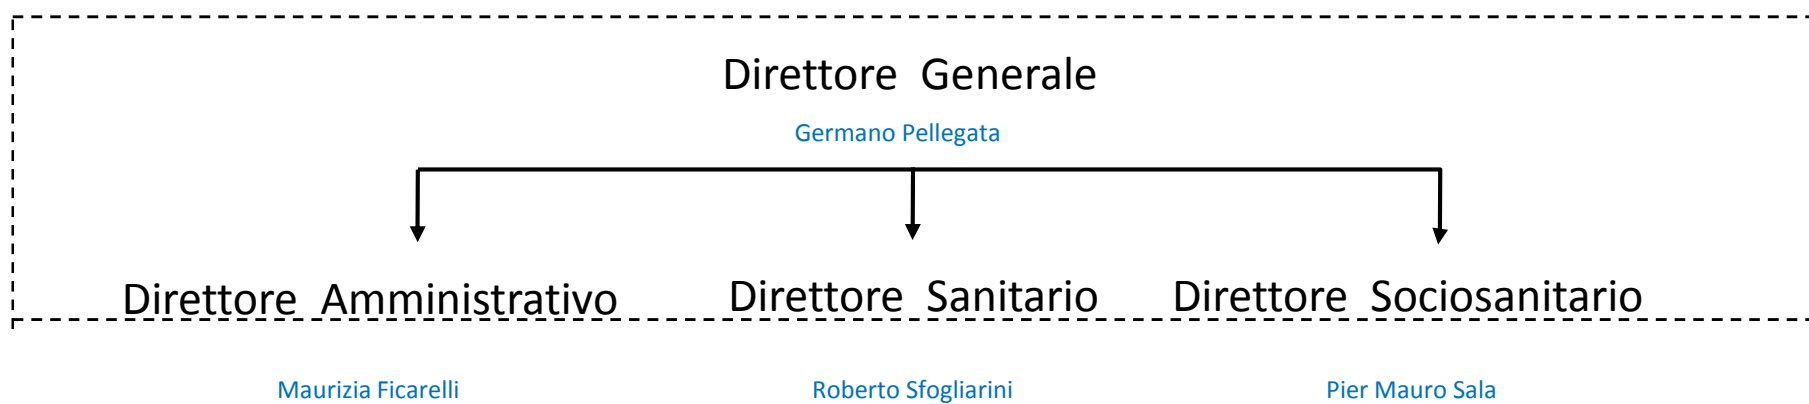 Direttore Generale
Germano Pellegata
Direttore Amministrativo Direttore Sanitario Direttore Sociosanitario
Maurizia Ficarelli Roberto Sfogliarini Pier Mauro Sala